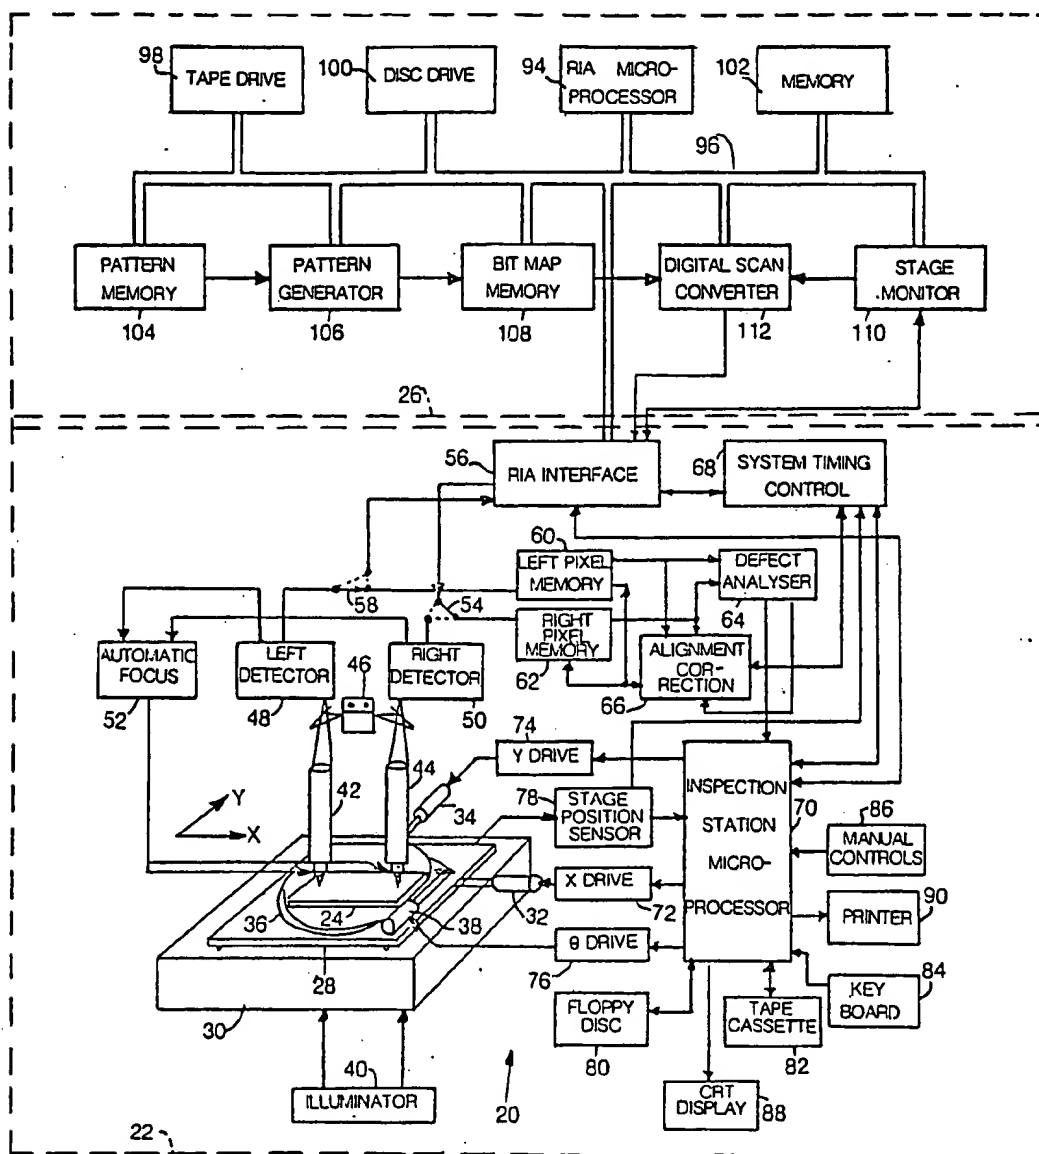 98
TAPE DRIVE
100
DISC DRIVE
94
RIA MICRO-
PROCESSOR
102
MEMORY
96
PATTERN
MEMORY
104
PATTERN
GENERATOR
106
BIT MAP
MEMORY
108
DIGITAL SCAN
CONVERTER
112
STAGE
MONITOR
110
26
56
RIA INTERFACE
68
SYSTEM TIMING
CONTROL
60
LEFT PIXEL
MEMORY
DEFECT
ANALYSER
64
58
54
RIGHT
PIXEL
MEMORY
62
ALIGNMENT
COR-
RECTION
66
AUTOMATIC
FOCUS
52
LEFT
DETECTOR
48
46
RIGHT
DETECTOR
50
74
Y DRIVE
44
42
34
Y
X
78
STAGE
POSITION
SENSOR
INSPECTION
STATION
MICRO-
PROCESSOR
70
86
MANUAL
CONTROLS
X DRIVE
72
32
36
24
38
PRINTER
90
θ DRIVE
76
28
30
FLOPPY
DISC
80
TAPE
CASSETTE
82
KEY
BOARD
84
40
ILLUMINATOR
20
CRT
DISPLAY
88
22